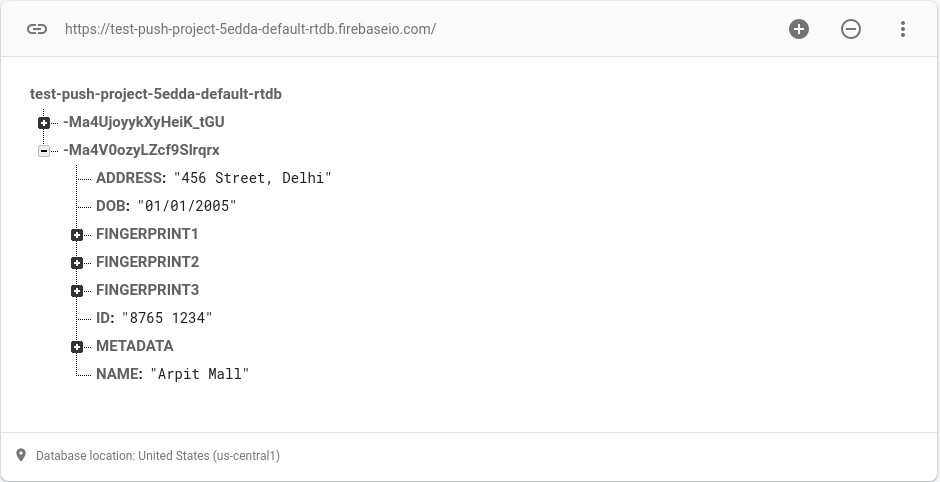 https://test-push-project-5edda-default-rtdb.firebaseio.com/
test-push-project-5edda-default-rtdb
-Ma4UjoyykXyHeiK_tGU
-Ma4V0ozyLZcf9Slrqrx
ADDRESS: "456 Street, Delhi"
DOB: "01/01/2005"
FINGERPRINT1
FINGERPRINT2
FINGERPRINT3
ID: "8765 1234"
METADATA
NAME: "Arpit Mall"
Database location: United States (us-central1)